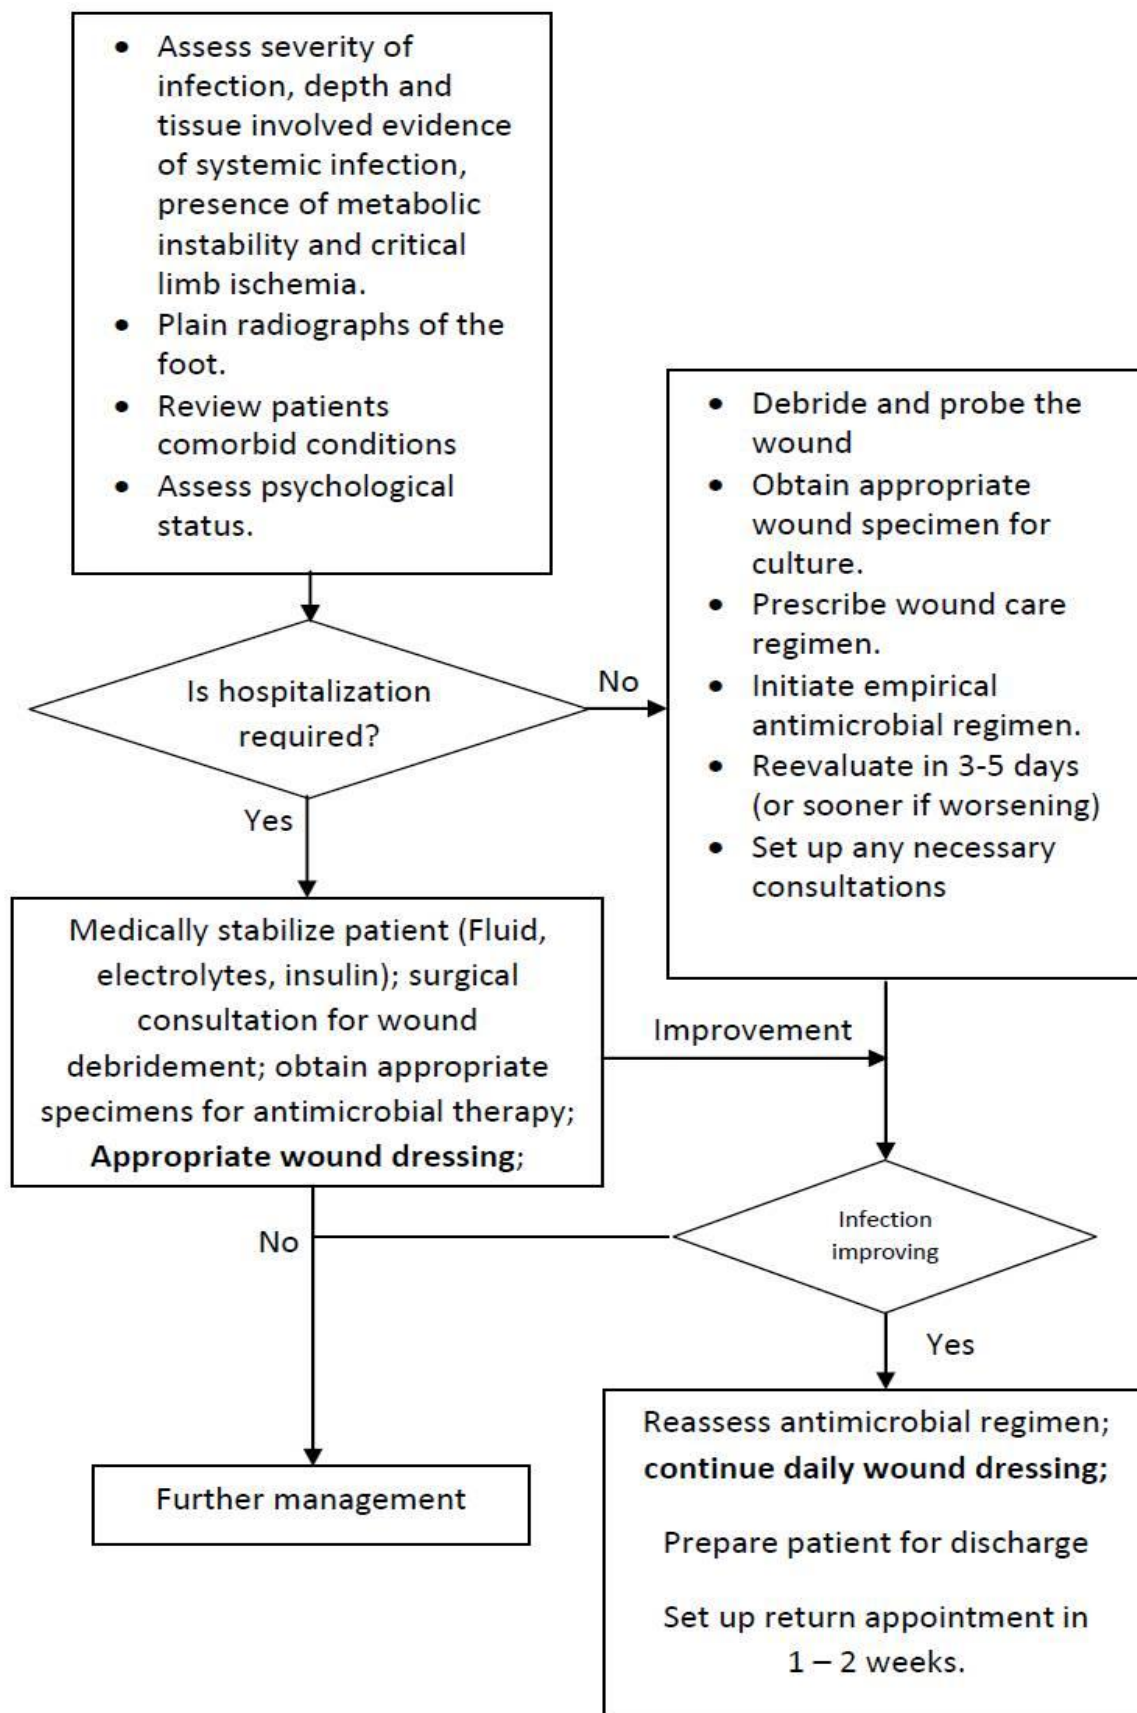 • Assess severity of
infection, depth and
tissue involved evidence
of systemic infection,
presence of metabolic
instability and critical
limb ischemia.
• Plain radiographs of the
foot.
• Review patients
comorbid conditions
• Assess psychological
status.
Is hospitalization
required?
No
• Debride and probe the
wound
• Obtain appropriate
wound specimen for
culture.
• Prescribe wound care
regimen.
• Initiate empirical
antimicrobial regimen.
• Reevaluate in 3-5 days
(or sooner if worsening)
• Set up any necessary
consultations
Yes
Medically stabilize patient (Fluid,
electrolytes, insulin); surgical
consultation for wound
debridement; obtain appropriate
specimens for antimicrobial therapy;
Appropriate wound dressing;
Improvement
Infection
improving
No
Yes
Further management
Reassess antimicrobial regimen;
continue daily wound dressing;
Prepare patient for discharge
Set up return appointment in
1 – 2 weeks.